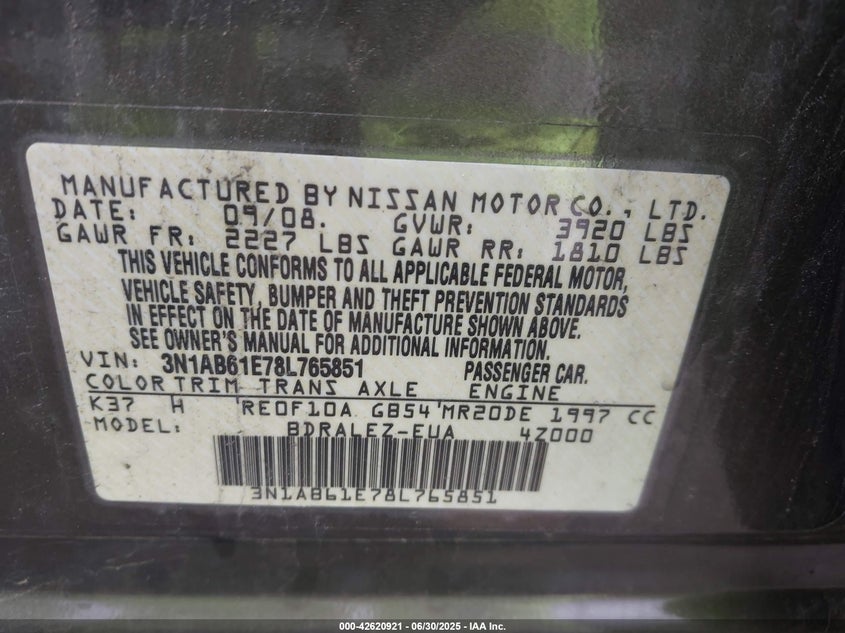 MANUFACTURED BY NISSAN MOTOR CO., LTD.
DATE: 09/08. GVWR: 3920 LBS
GAWR FR: 2227 LBS GAWR RR: 1810 LBS
THIS VEHICLE CONFORMS TO ALL APPLICABLE FEDERAL MOTOR,
VEHICLE SAFETY, BUMPER AND THEFT PREVENTION STANDARDS
IN EFFECT ON THE DATE OF MANUFACTURE SHOWN ABOVE.
SEE OWNER'S MANUAL FOR ADDITIONAL INFORMATION.
VIN: 3N1AB61E78L765851 PASSENGER CAR.
COLOR TRIM TRANS AXLE ENGINE
K37 H 'RE0F10A GB54'MR20DE 1997 CC
MODEL: BDRALEZ-EUA 4Z000
3N1AB61E78L765851
000-42620921 - 06/30/2025 - IAA Inc.